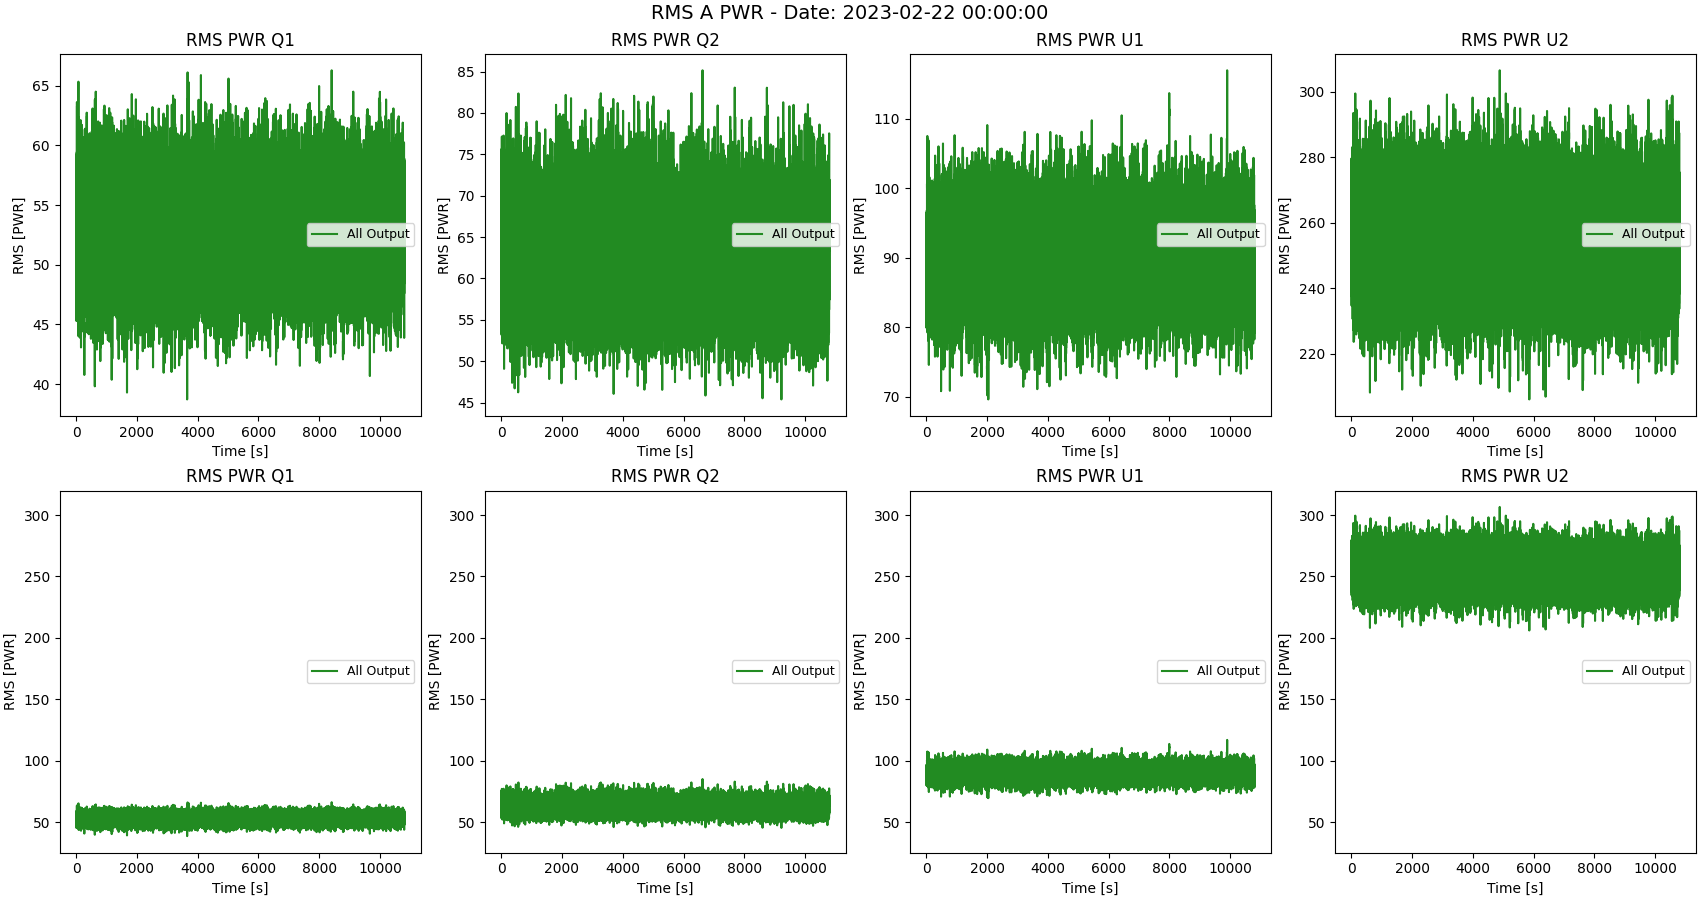 RMS A PWR - Date: 2023-02-22 00:00:00
RMS PWR Q1
65
60
55
50
45
40
RMS [PWR]
All Output
0 2000 4000 6000 8000 10000
Time [s]
RMS PWR Q2
85
80
75
70
65
60
55
50
45
RMS [PWR]
All Output
0 2000 4000 6000 8000 10000
Time [s]
RMS PWR U1
110
100
90
80
70
RMS [PWR]
All Output
0 2000 4000 6000 8000 10000
Time [s]
RMS PWR U2
300
280
260
240
220
RMS [PWR]
All Output
0 2000 4000 6000 8000 10000
Time [s]
RMS PWR Q1
300
250
200
150
100
50
RMS [PWR]
All Output
0 2000 4000 6000 8000 10000
Time [s]
RMS PWR Q2
300
250
200
150
100
50
RMS [PWR]
All Output
0 2000 4000 6000 8000 10000
Time [s]
RMS PWR U1
300
250
200
150
100
50
RMS [PWR]
All Output
0 2000 4000 6000 8000 10000
Time [s]
RMS PWR U2
300
250
200
150
100
50
RMS [PWR]
All Output
0 2000 4000 6000 8000 10000
Time [s]